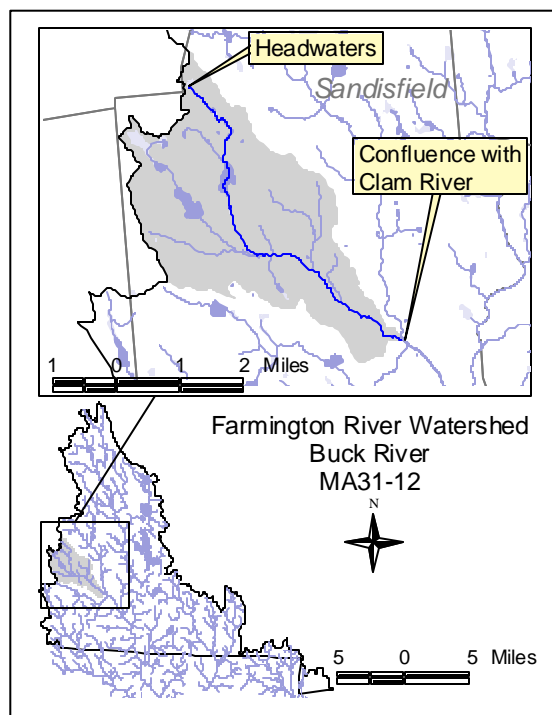 Headwaters
Sandisfield
Confluence with
Clam River
1 0 1 2 Miles
Farmington River Watershed
Buck River
MA31-12
N
5 0 5 Miles